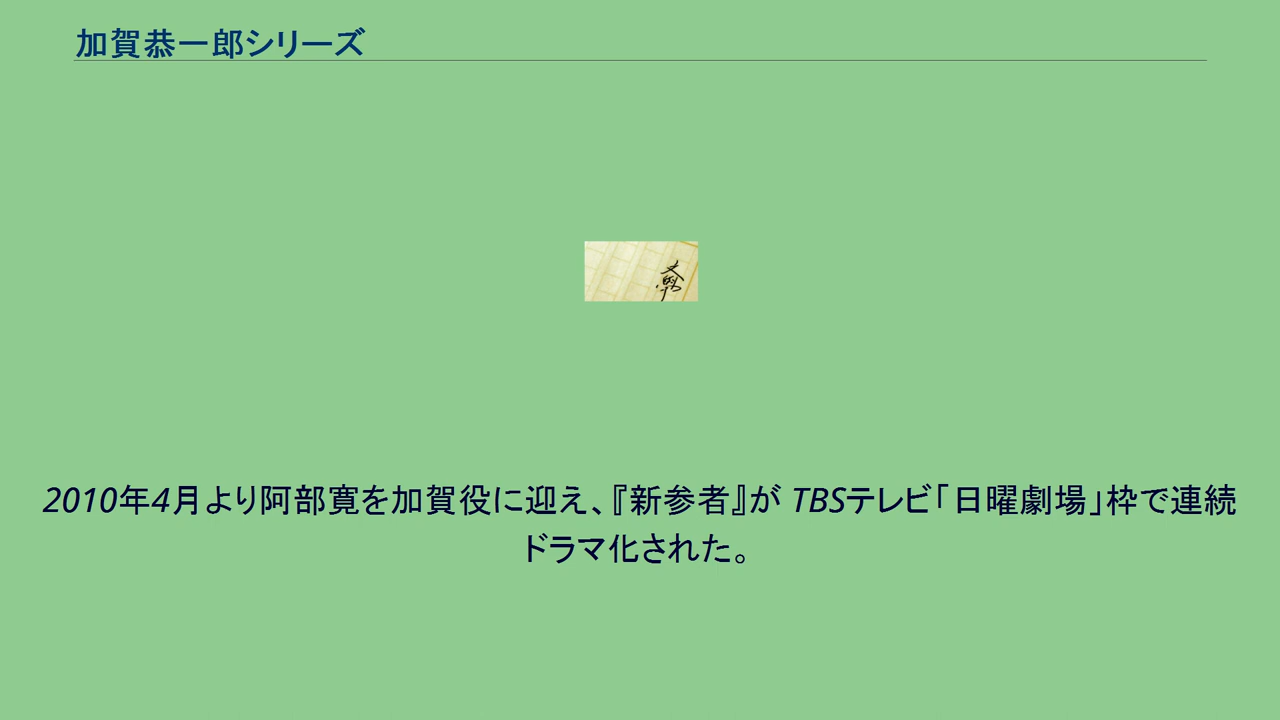 加賀恭一郎シリーズ
2010年4月より阿部寛を加賀役に迎え、『新参者』が TBSテレビ「日曜劇場」枠で連続
ドラマ化された。